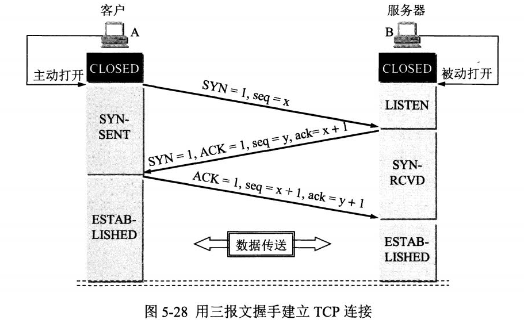 客户
服务器
A
B
CLOSED
CLOSED
主动打开
被动打开
SYN = 1, seq = x
LISTEN
SYN-
SENT
SYN = 1, ACK = 1, seq = y, ack= x + 1
SYN-
RCVD
ACK = 1, seq = x + 1, ack = y + 1
ESTAB-
LISHED
数据传送
ESTAB-
LISHED
图 5-28 用三报文握手建立 TCP 连接